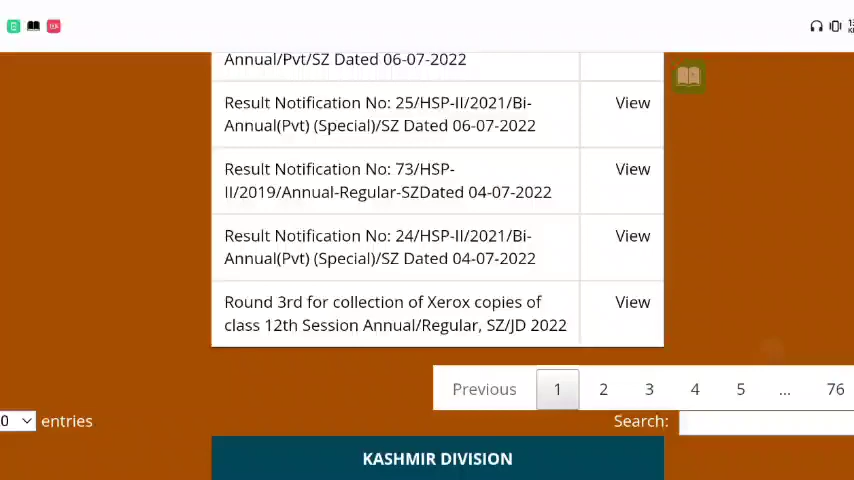 Annual/Pvt/SZ Dated 06-07-2022
Result Notification No: 25/HSP-II/2021/Bi-
Annual(Pvt) (Special)/SZ Dated 06-07-2022
View
Result Notification No: 73/HSP-
II/2019/Annual-Regular-SZDated 04-07-2022
View
Result Notification No: 24/HSP-II/2021/Bi-
Annual(Pvt) (Special)/SZ Dated 04-07-2022
View
Round 3rd for collection of Xerox copies of
class 12th Session Annual/Regular, SZ/JD 2022
View
Previous 1 2 3 4 5 ... 76
0 entries
Search:
KASHMIR DIVISION